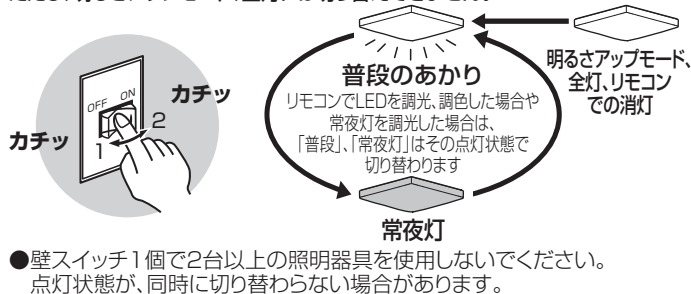 カチッ
OFF ON
カチッ
1
2
普段のあかり
リモコンでLEDを調光、調色した場合や
常夜灯を調光した場合は、
「普段」、「常夜灯」はその点灯状態で
切り替わります
常夜灯
明るさアップモード、
全灯、リモコン
での消灯
●壁スイッチ1個で2台以上の照明器具を使用しないでください。
点灯状態が、同時に切り替わらない場合があります。